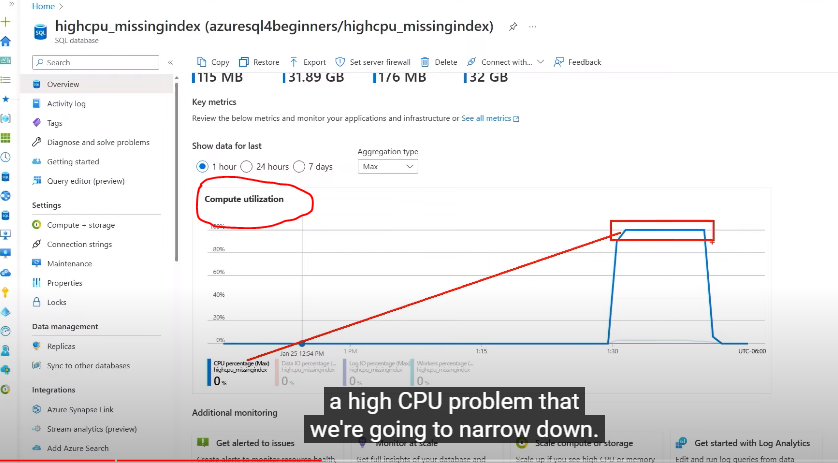 Home
highcpu_missingindex (azuresql4beginners/highcpu_missingindex)
SQL database
Search
Copy Restore Export Set server firewall Delete Connect with... Feedback
115 MB 31.89 GB 176 MB 32 GB
Overview
Activity log
Tags
Diagnose and solve problems
Getting started
Query editor (preview)
Settings
Compute + storage
Connection strings
Maintenance
Properties
Locks
Data management
Replicas
Sync to other databases
Integrations
Azure Synapse Link
Stream analytics (preview)
Add Azure Search
Key metrics
Review the below metrics and monitor your applications and infrastructure or See all metrics
Show data for last
1 hour 24 hours 7 days
Aggregation type
Max
Compute utilization
100%
80%
60%
40%
20%
0%
Jan 25 12:54 PM 1 PM 1:15 1:30 UTC-06:00
CPU percentage (Max) Data IO percentage (... Log IO percentage (... Workers percentage (...
highcpu_missingindex highcpu_missingindex highcpu_missingindex highcpu_missingindex
0% 0% 0% 0%
Additional monitoring
Get alerted to issues
Scale compute or storage
Get started with Log Analytics
Create alerts to monitor resource health,
Get full insights of your database and
Scale up if you see high CPU or memory
Edit and run log queries from data
a high CPU problem that
we're going to narrow down.